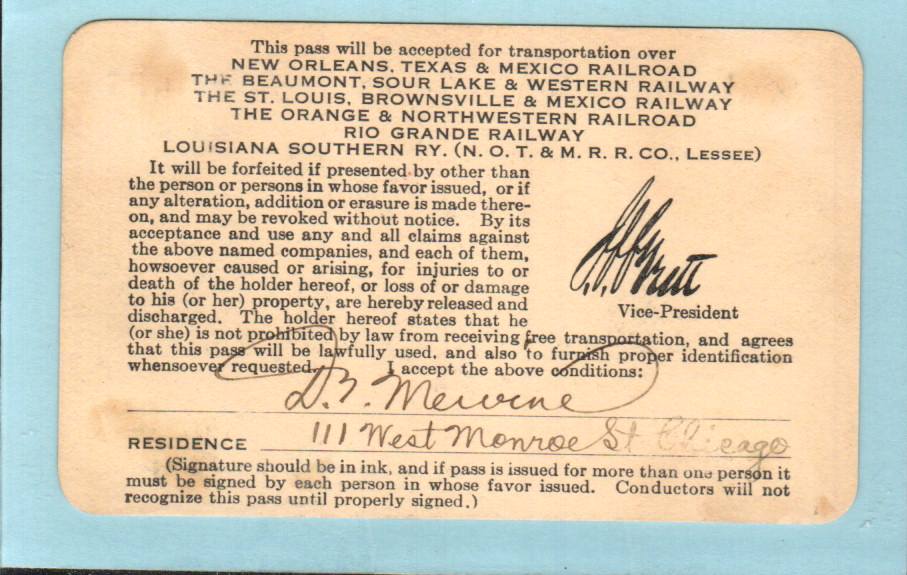 This pass will be accepted for transportation over
NEW ORLEANS, TEXAS & MEXICO RAILROAD
THE BEAUMONT, SOUR LAKE & WESTERN RAILWAY
THE ST. LOUIS, BROWNSVILLE & MEXICO RAILWAY
THE ORANGE & NORTHWESTERN RAILROAD
RIO GRANDE RAILWAY
LOUISIANA SOUTHERN RY. (N. O. T. & M. R. R. CO., LESSEE)
It will be forfeited if presented by other than
the person or persons in whose favor issued, or if
any alteration, addition or erasure is made there-
on, and may be revoked without notice. By its
acceptance and use any and all claims against
the above named companies, and each of them,
howsoever caused or arising, for injuries to or
death of the holder hereof, or loss of or damage
to his (or her) property, are hereby released and
discharged. The holder hereof states that he
Vice-President
(or she) is not prohibited by law from receiving free transportation, and agrees
that this pass will be lawfully used, and also to furnish proper identification
whensoever requested. I accept the above conditions:
RESIDENCE 111 West Monroe St Chicago
(Signature should be in ink, and if pass is issued for more than one person it
must be signed by each person in whose favor issued. Conductors will not
recognize this pass until properly signed.)